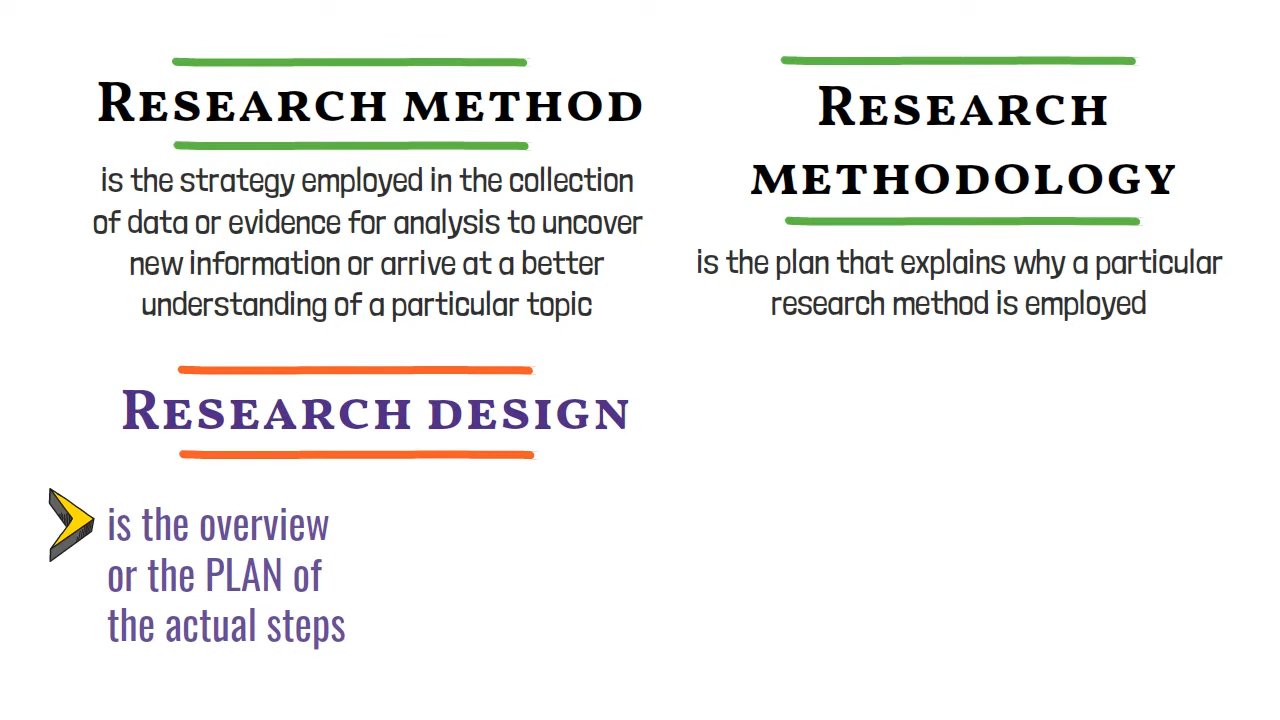 Research method
is the strategy employed in the collection
of data or evidence for analysis to uncover
new information or arrive at a better
understanding of a particular topic
Research
methodology
is the plan that explains why a particular
research method is employed
Research design
is the overview
or the PLAN of
the actual steps